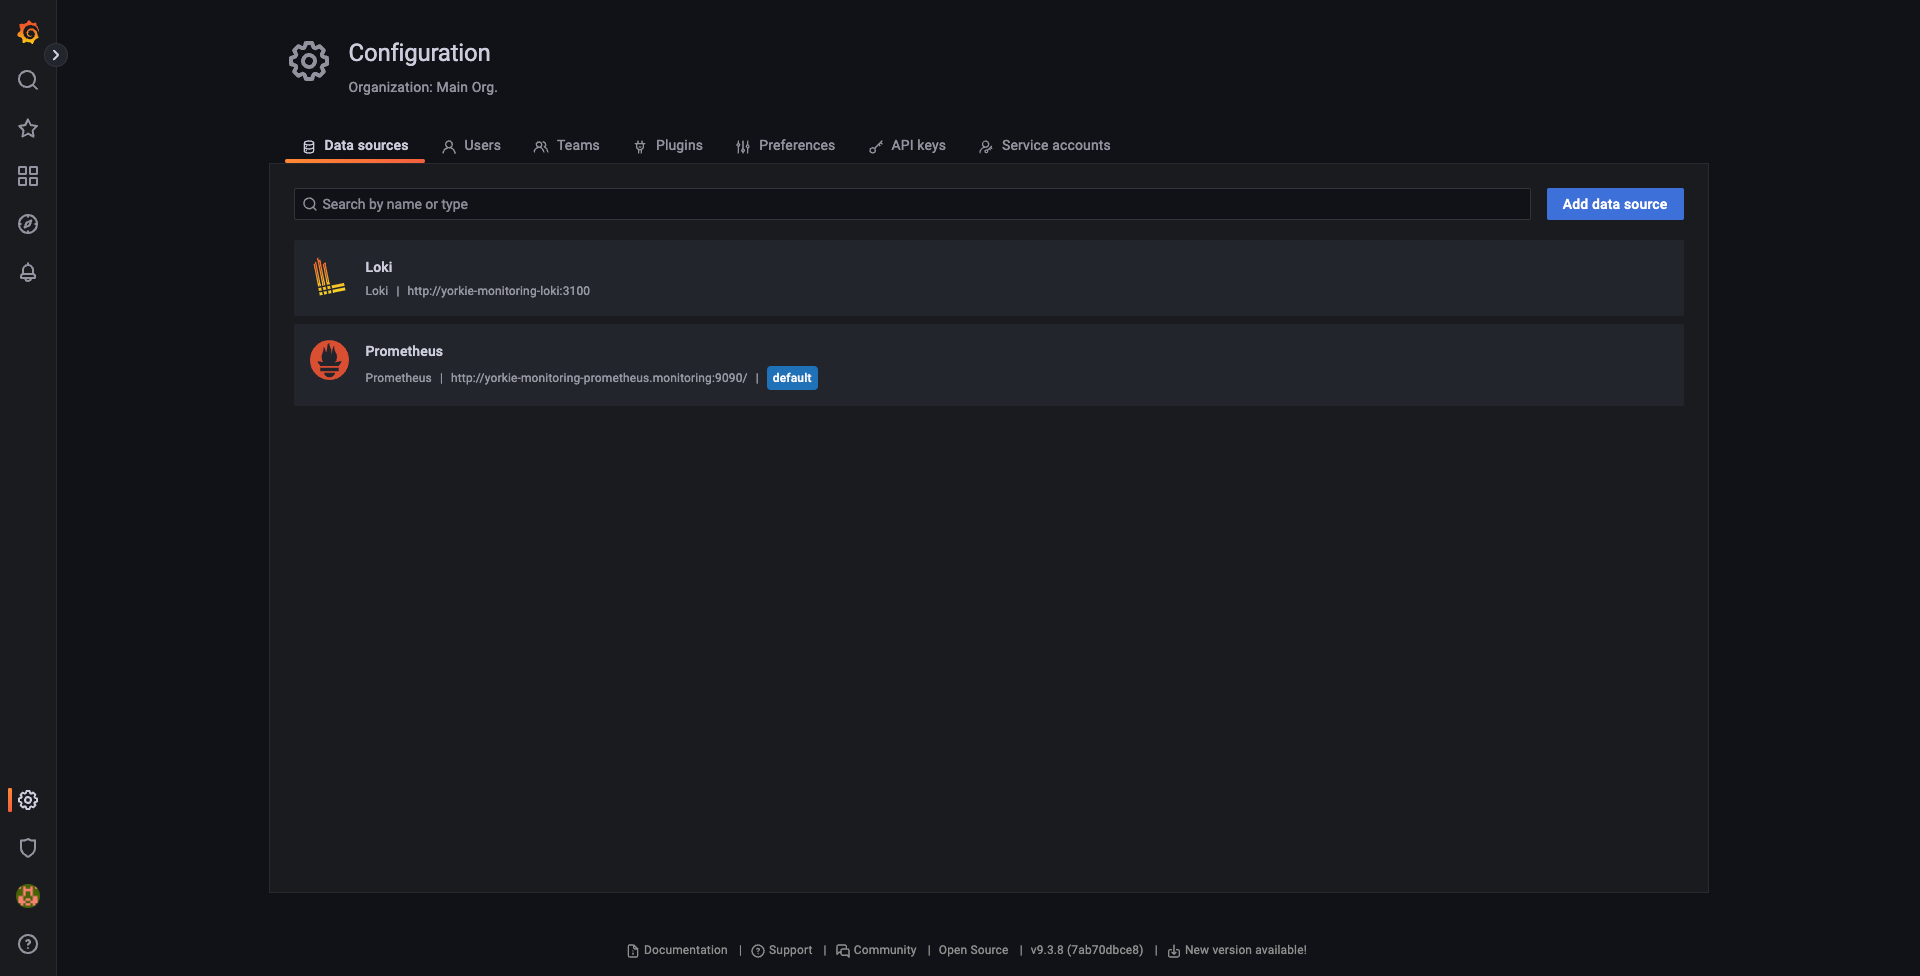 Configuration
Organization: Main Org.
Data sources Users Teams Plugins Preferences API keys Service accounts
Search by name or type Add data source
Loki
Loki | http://yorkie-monitoring-loki:3100
Prometheus
Prometheus | http://yorkie-monitoring-prometheus.monitoring:9090/ | default
Documentation | Support | Community | Open Source | v9.3.8 (7ab70dbce8) | New version available!